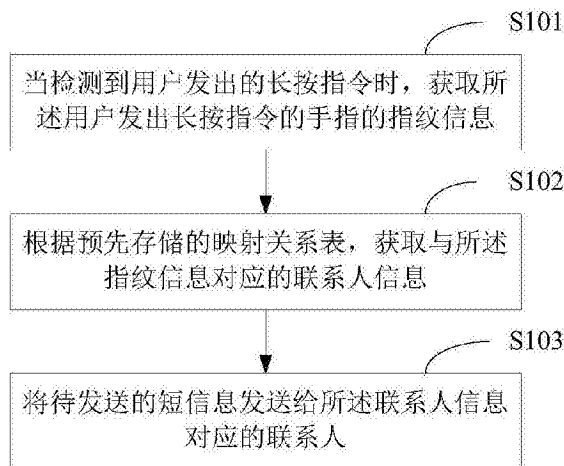 S101
当检测到用户发出的长按指令时，获取所
述用户发出长按指令的手指的指纹信息
S102
根据预先存储的映射关系表，获取与所述
指纹信息对应的联系人信息
S103
将待发送的短信息发送给所述联系人信息
对应的联系人